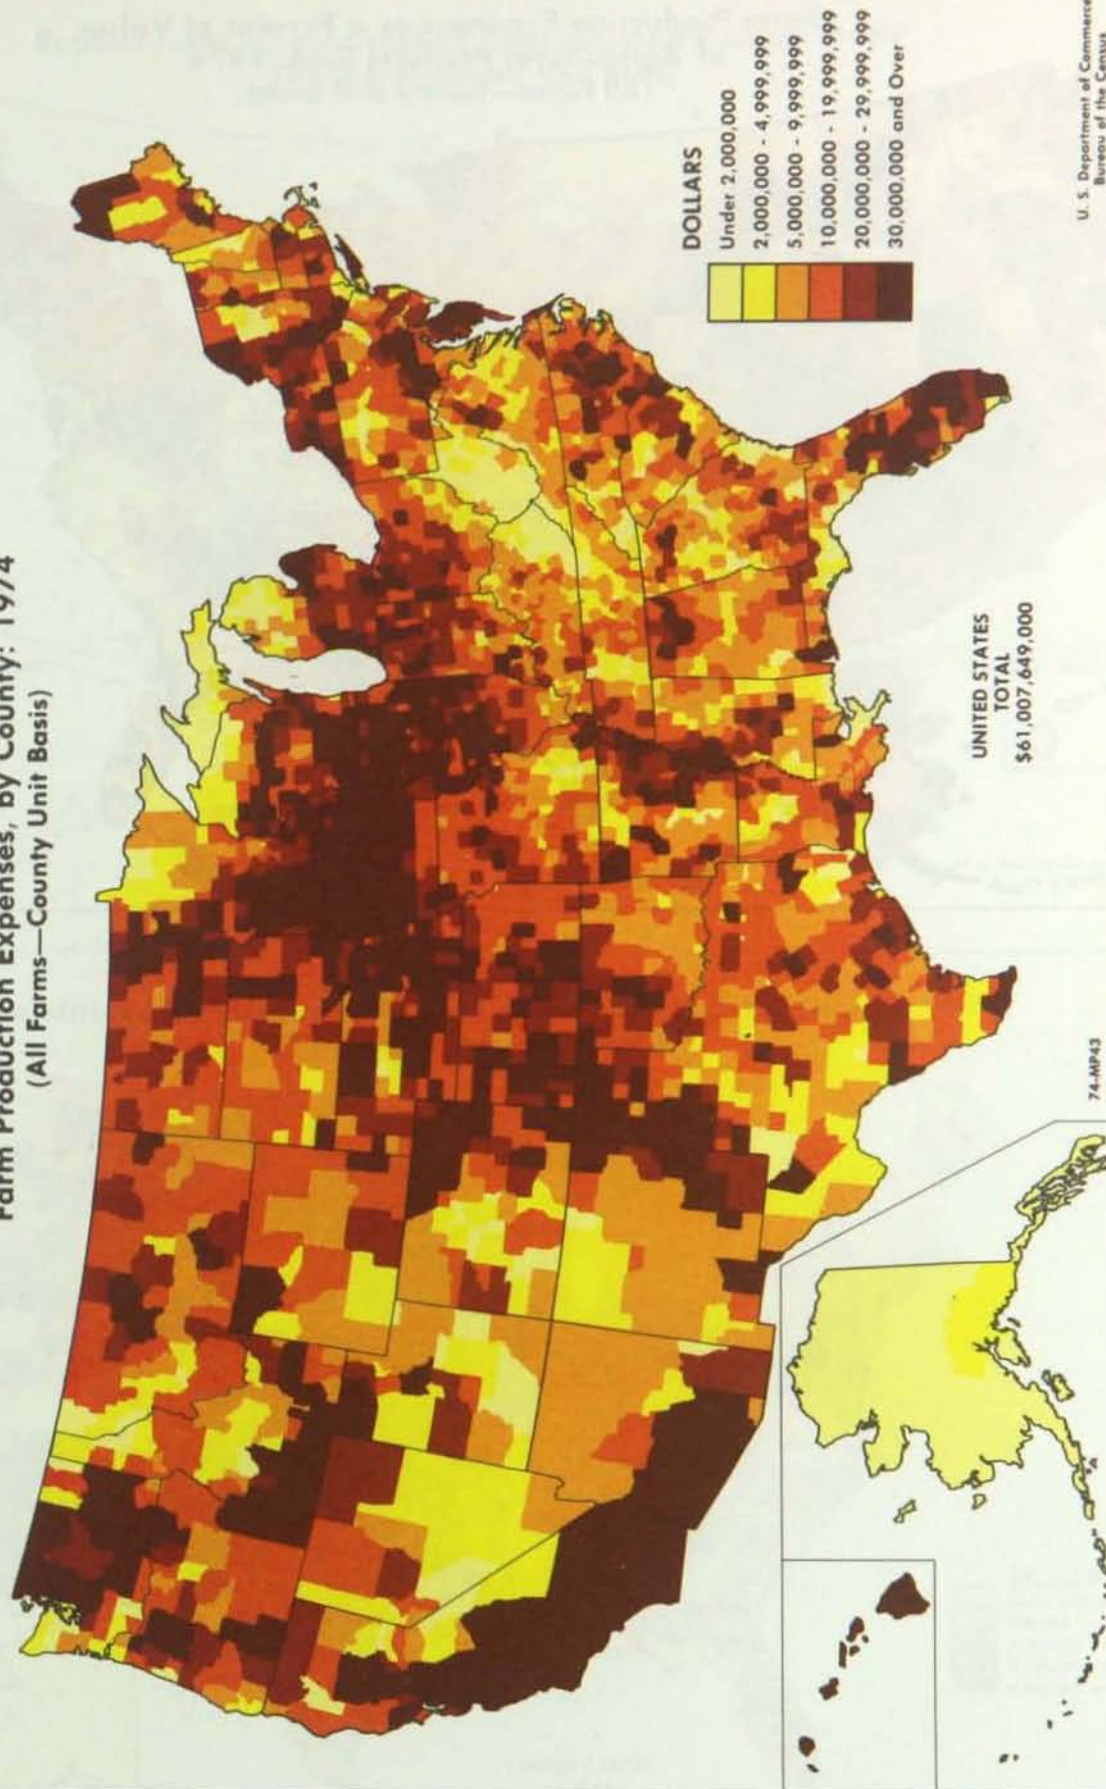 Farm Production Expenses, by County: 1974
(All Farms—County Unit Basis)
DOLLARS
Under 2,000,000
2,000,000 - 4,999,999
5,000,000 - 9,999,999
10,000,000 - 19,999,999
20,000,000 - 29,999,999
30,000,000 and Over
UNITED STATES
TOTAL
$61,007,649,000
74-MP43
U. S. Department of Commerce
Bureau of the Census